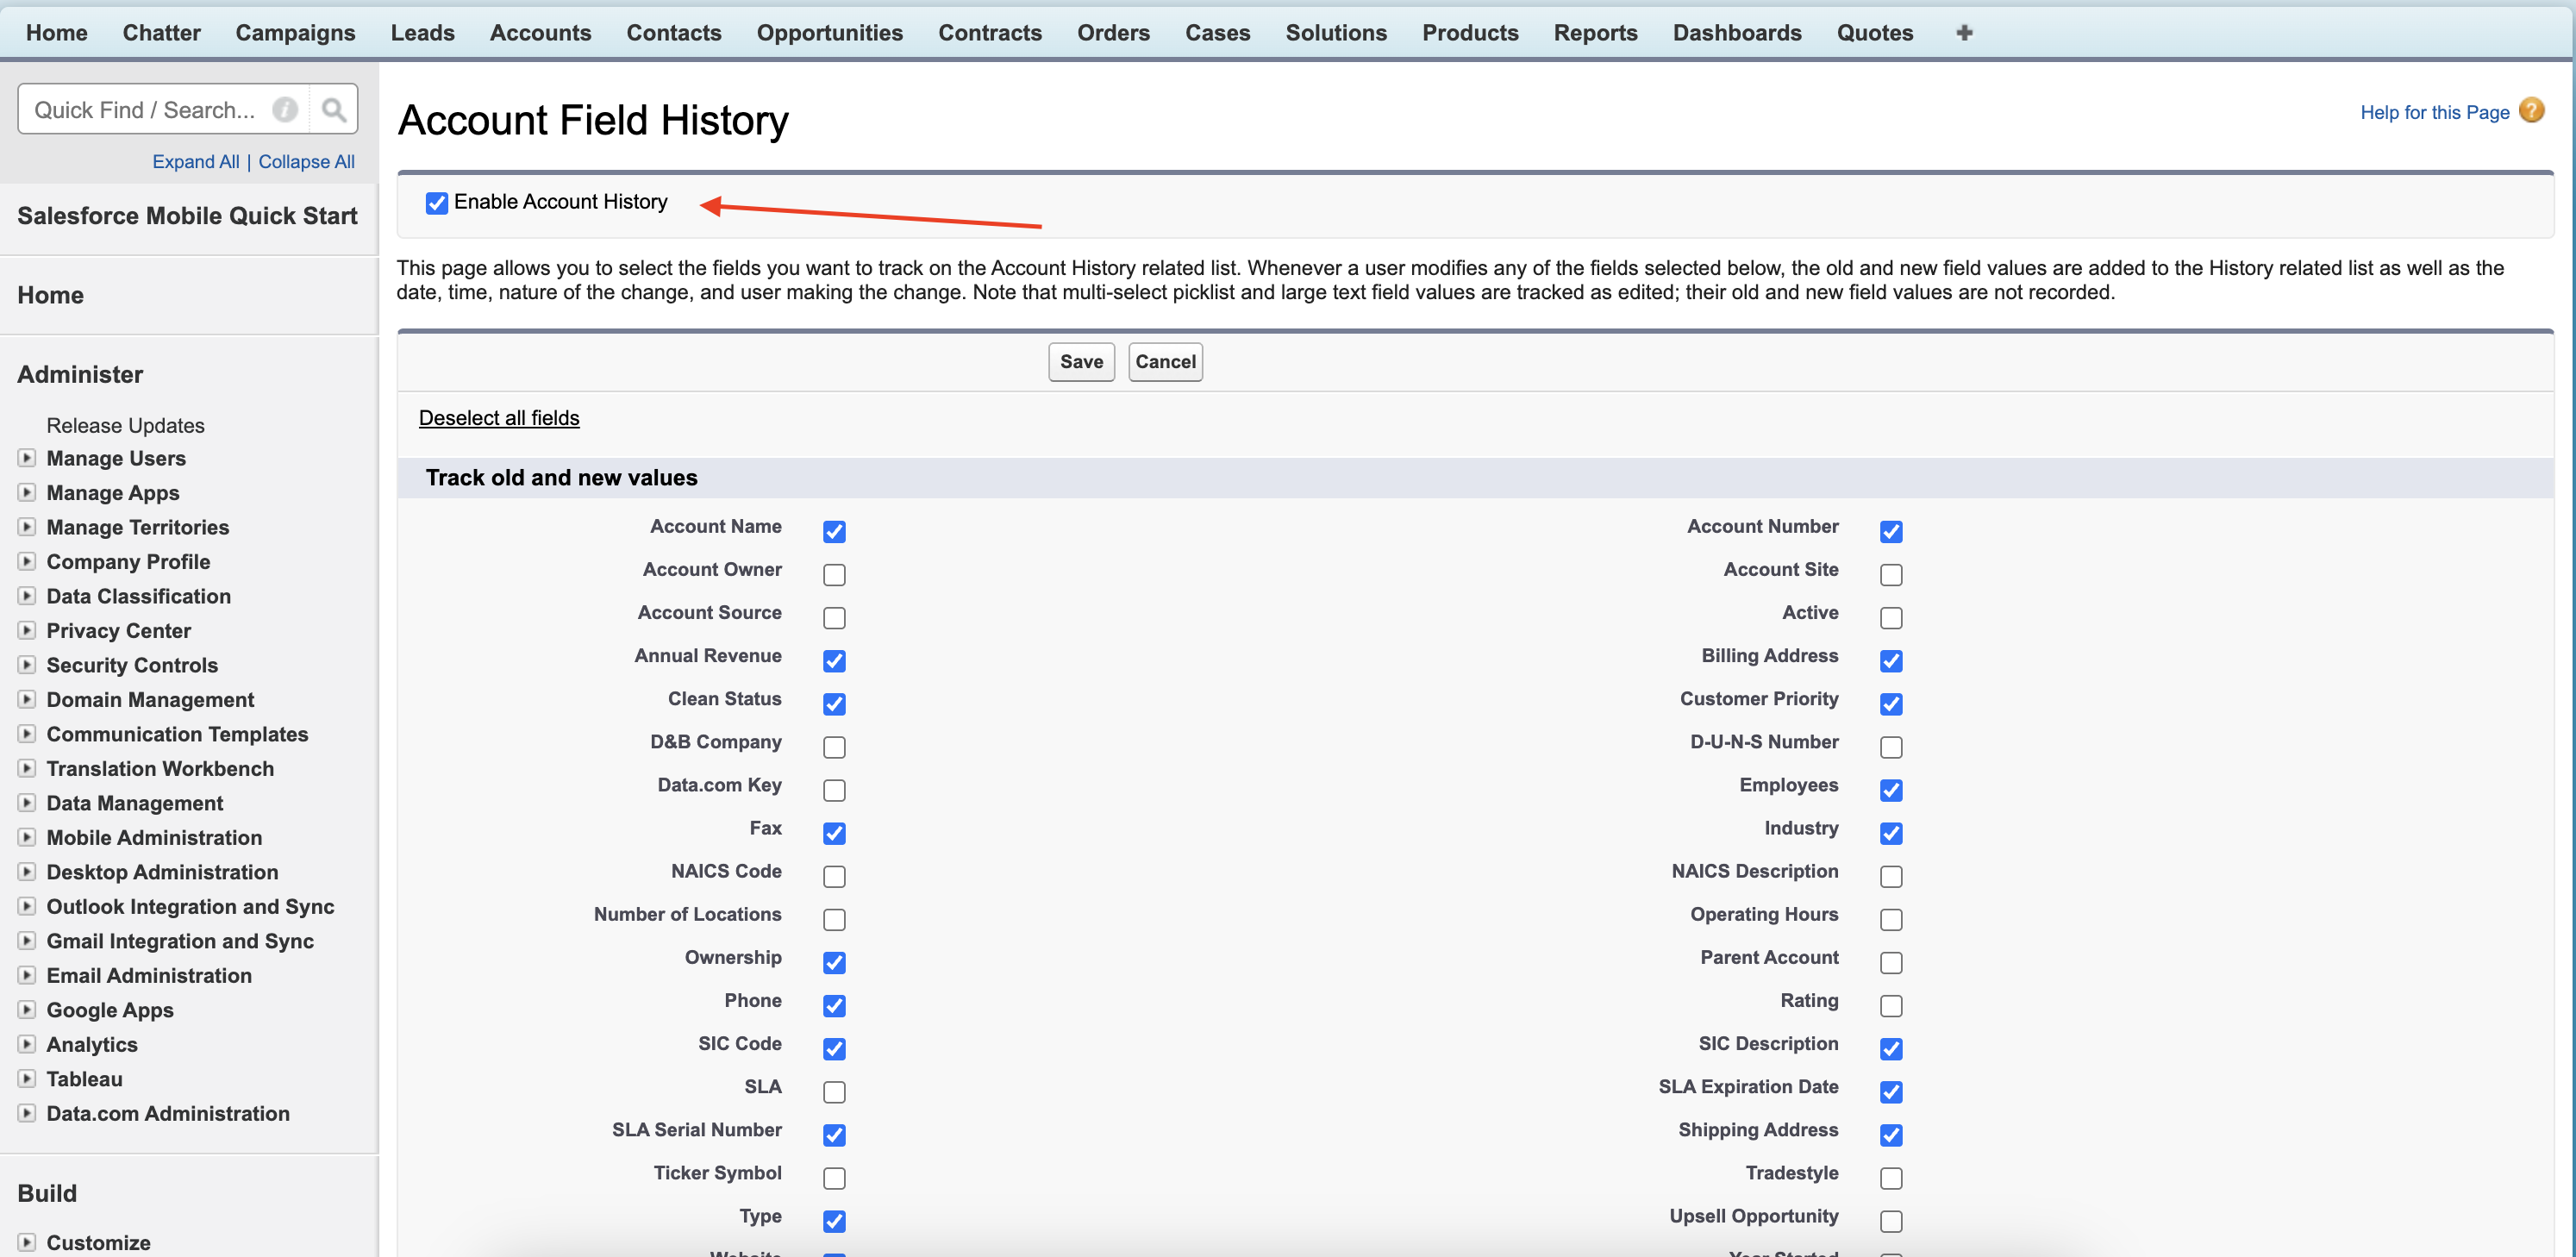 Home Chatter Campaigns Leads Accounts Contacts Opportunities Contracts Orders Cases Solutions Products Reports Dashboards Quotes
Quick Find / Search...
Expand All | Collapse All
Salesforce Mobile Quick Start
Home
Administer
Release Updates
Manage Users
Manage Apps
Manage Territories
Company Profile
Data Classification
Privacy Center
Security Controls
Domain Management
Communication Templates
Translation Workbench
Data Management
Mobile Administration
Desktop Administration
Outlook Integration and Sync
Gmail Integration and Sync
Email Administration
Google Apps
Analytics
Tableau
Data.com Administration
Build
Customize
Account Field History
Help for this Page ?
Enable Account History
This page allows you to select the fields you want to track on the Account History related list. Whenever a user modifies any of the fields selected below, the old and new field values are added to the History related list as well as the
date, time, nature of the change, and user making the change. Note that multi-select picklist and large text field values are tracked as edited; their old and new field values are not recorded.
Save Cancel
Deselect all fields
Track old and new values
Account Name Account Number
Account Owner Account Site
Account Source Active
Annual Revenue Billing Address
Clean Status Customer Priority
D&B Company D-U-N-S Number
Data.com Key Employees
Fax Industry
NAICS Code NAICS Description
Number of Locations Operating Hours
Ownership Parent Account
Phone Rating
SIC Code SIC Description
SLA SLA Expiration Date
SLA Serial Number Shipping Address
Ticker Symbol Tradestyle
Type Upsell Opportunity
Website Year Started